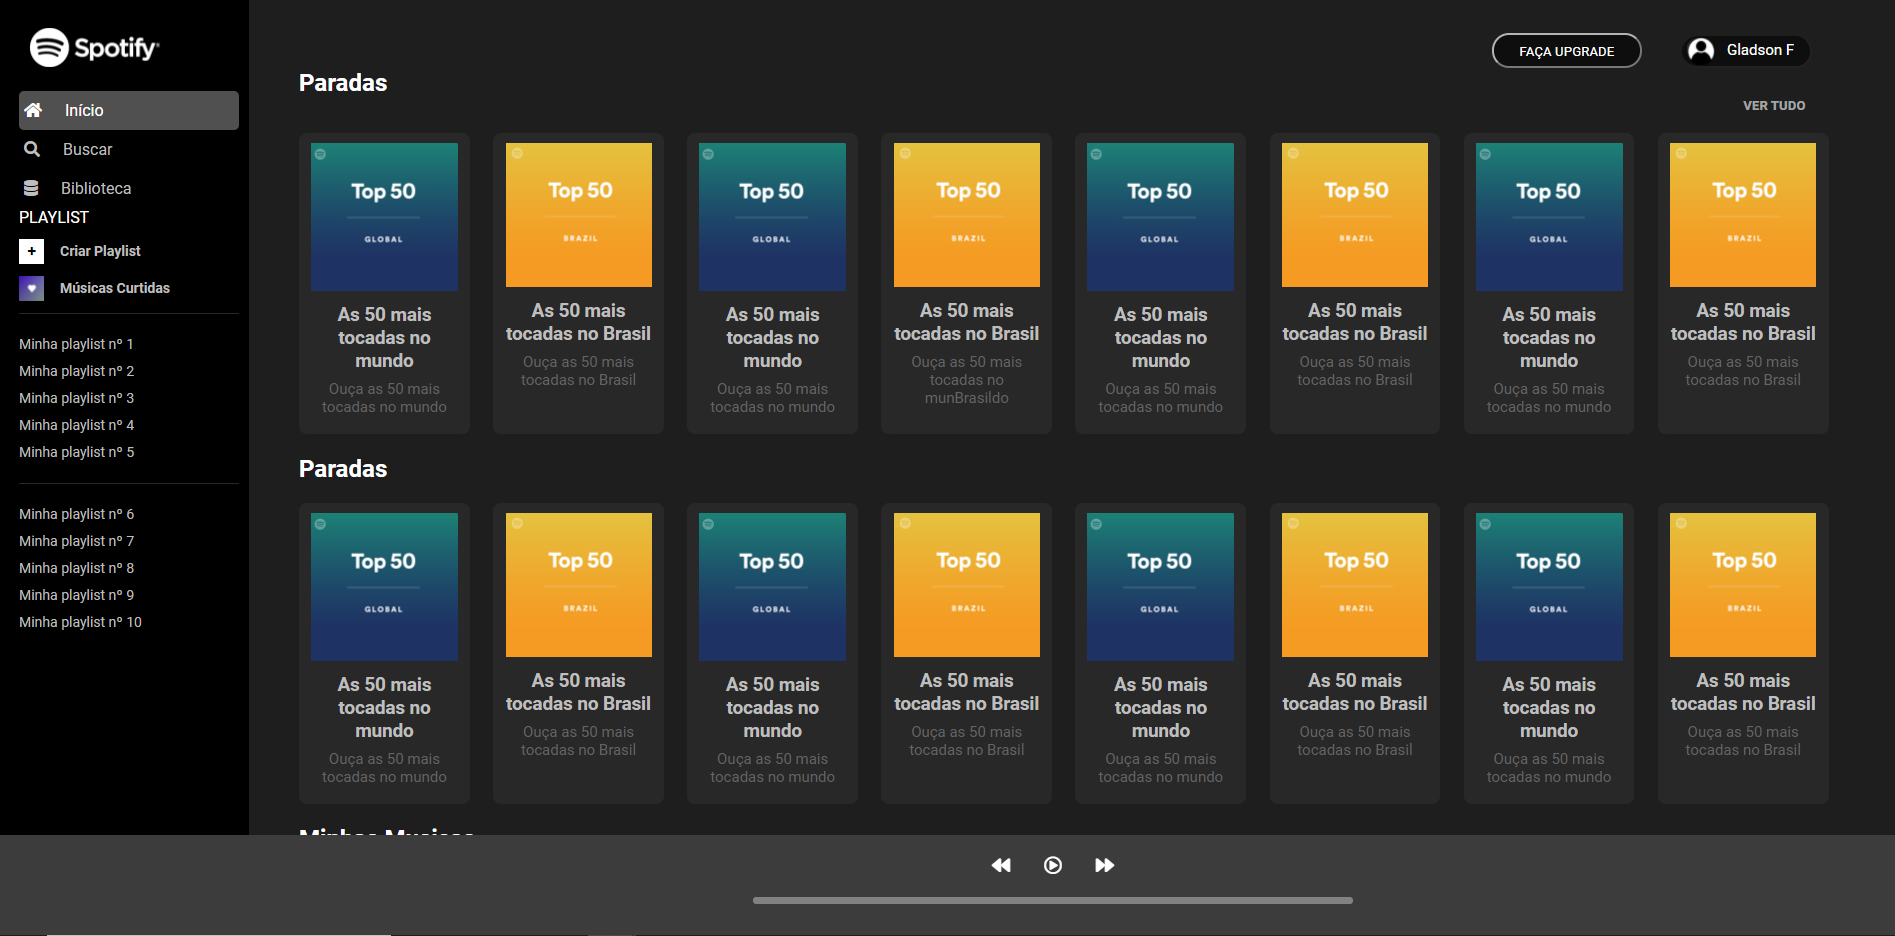 Spotify
Início
Buscar
Biblioteca
PLAYLIST
+ Criar Playlist
Músicas Curtidas
Minha playlist nº 1
Minha playlist nº 2
Minha playlist nº 3
Minha playlist nº 4
Minha playlist nº 5
Minha playlist nº 6
Minha playlist nº 7
Minha playlist nº 8
Minha playlist nº 9
Minha playlist nº 10
FAÇA UPGRADE
Gladson F
Paradas
VER TUDO
Top 50
GLOBAL
As 50 mais
tocadas no
mundo
Ouça as 50 mais
tocadas no mundo
Top 50
BRAZIL
As 50 mais
tocadas no Brasil
Ouça as 50 mais
tocadas no Brasil
Top 50
GLOBAL
As 50 mais
tocadas no
mundo
Ouça as 50 mais
tocadas no mundo
Top 50
BRAZIL
As 50 mais
tocadas no Brasil
Ouça as 50 mais
tocadas no
munBrasildo
Top 50
GLOBAL
As 50 mais
tocadas no
mundo
Ouça as 50 mais
tocadas no mundo
Top 50
BRAZIL
As 50 mais
tocadas no Brasil
Ouça as 50 mais
tocadas no Brasil
Top 50
GLOBAL
As 50 mais
tocadas no
mundo
Ouça as 50 mais
tocadas no mundo
Top 50
BRAZIL
As 50 mais
tocadas no Brasil
Ouça as 50 mais
tocadas no Brasil
Paradas
Top 50
GLOBAL
As 50 mais
tocadas no
mundo
Ouça as 50 mais
tocadas no mundo
Top 50
BRAZIL
As 50 mais
tocadas no Brasil
Ouça as 50 mais
tocadas no Brasil
Top 50
GLOBAL
As 50 mais
tocadas no
mundo
Ouça as 50 mais
tocadas no mundo
Top 50
BRAZIL
As 50 mais
tocadas no Brasil
Ouça as 50 mais
tocadas no Brasil
Top 50
GLOBAL
As 50 mais
tocadas no
mundo
Ouça as 50 mais
tocadas no mundo
Top 50
BRAZIL
As 50 mais
tocadas no Brasil
Ouça as 50 mais
tocadas no Brasil
Top 50
GLOBAL
As 50 mais
tocadas no
mundo
Ouça as 50 mais
tocadas no mundo
Top 50
BRAZIL
As 50 mais
tocadas no Brasil
Ouça as 50 mais
tocadas no Brasil